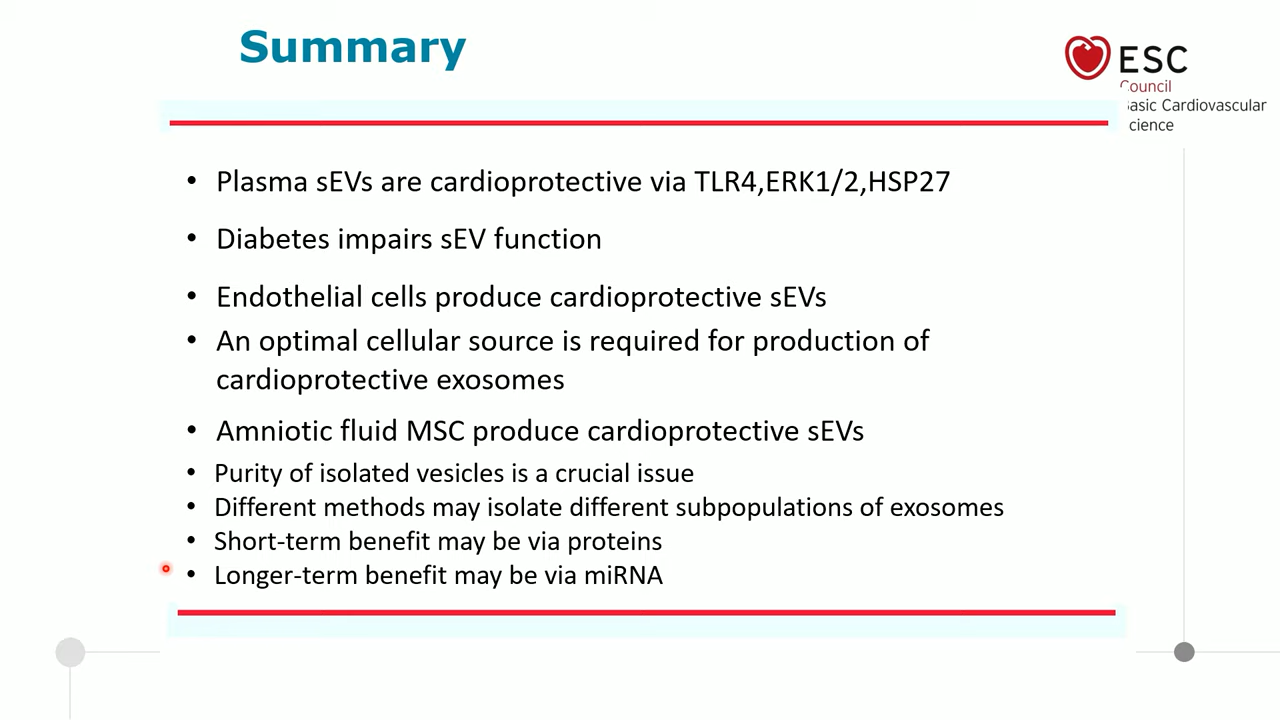 Summary
ESC
Council
asic Cardiovascular
cience
• Plasma sEVs are cardioprotective via TLR4,ERK1/2,HSP27
• Diabetes impairs sEV function
• Endothelial cells produce cardioprotective sEVs
• An optimal cellular source is required for production of
cardioprotective exosomes
• Amniotic fluid MSC produce cardioprotective sEVs
• Purity of isolated vesicles is a crucial issue
• Different methods may isolate different subpopulations of exosomes
• Short-term benefit may be via proteins
• Longer-term benefit may be via miRNA